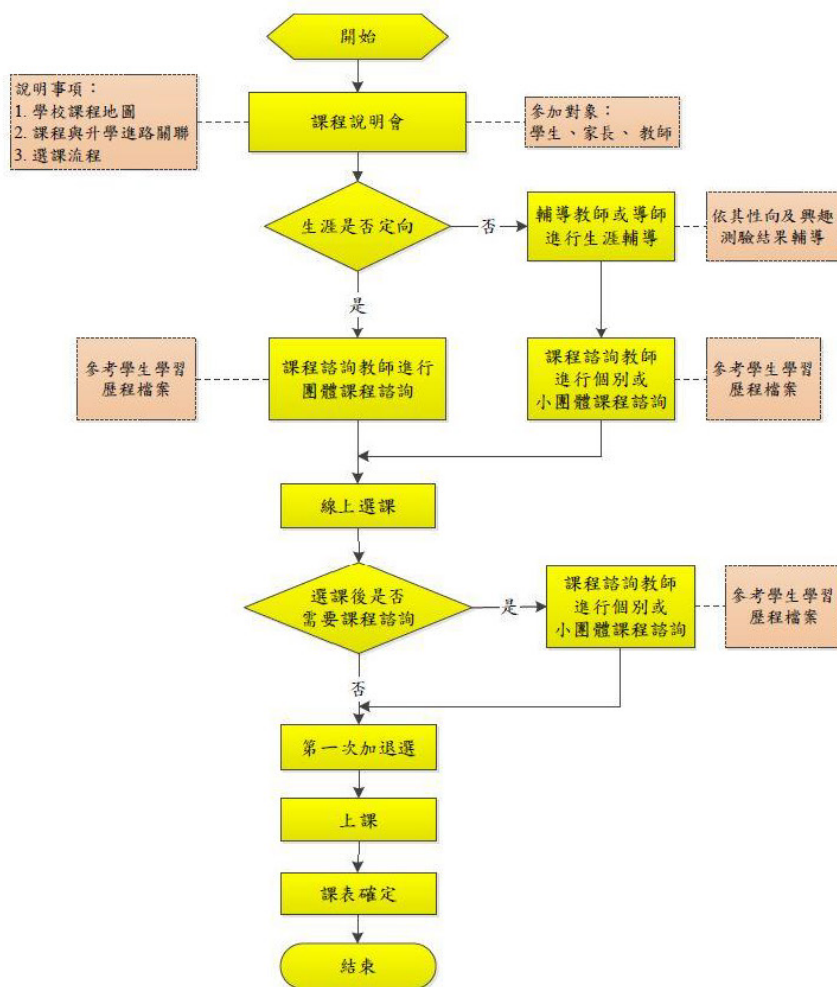 開始
說明事項：
1. 學校課程地圖
2. 課程與升學進路關聯
3. 選課流程
課程說明會
參加對象：
學生、家長、教師
生涯是否定向
否
輔導教師或導師
進行生涯輔導
依其性向及興趣
測驗結果輔導
是
參考學生學習
歷程檔案
課程諮詢教師進行
團體課程諮詢
課程諮詢教師
進行個別或
小團體課程諮詢
參考學生學習
歷程檔案
線上選課
選課後是否
需要課程諮詢
是
課程諮詢教師
進行個別或
小團體課程諮詢
參考學生學習
歷程檔案
否
第一次加退選
上課
課表確定
結束